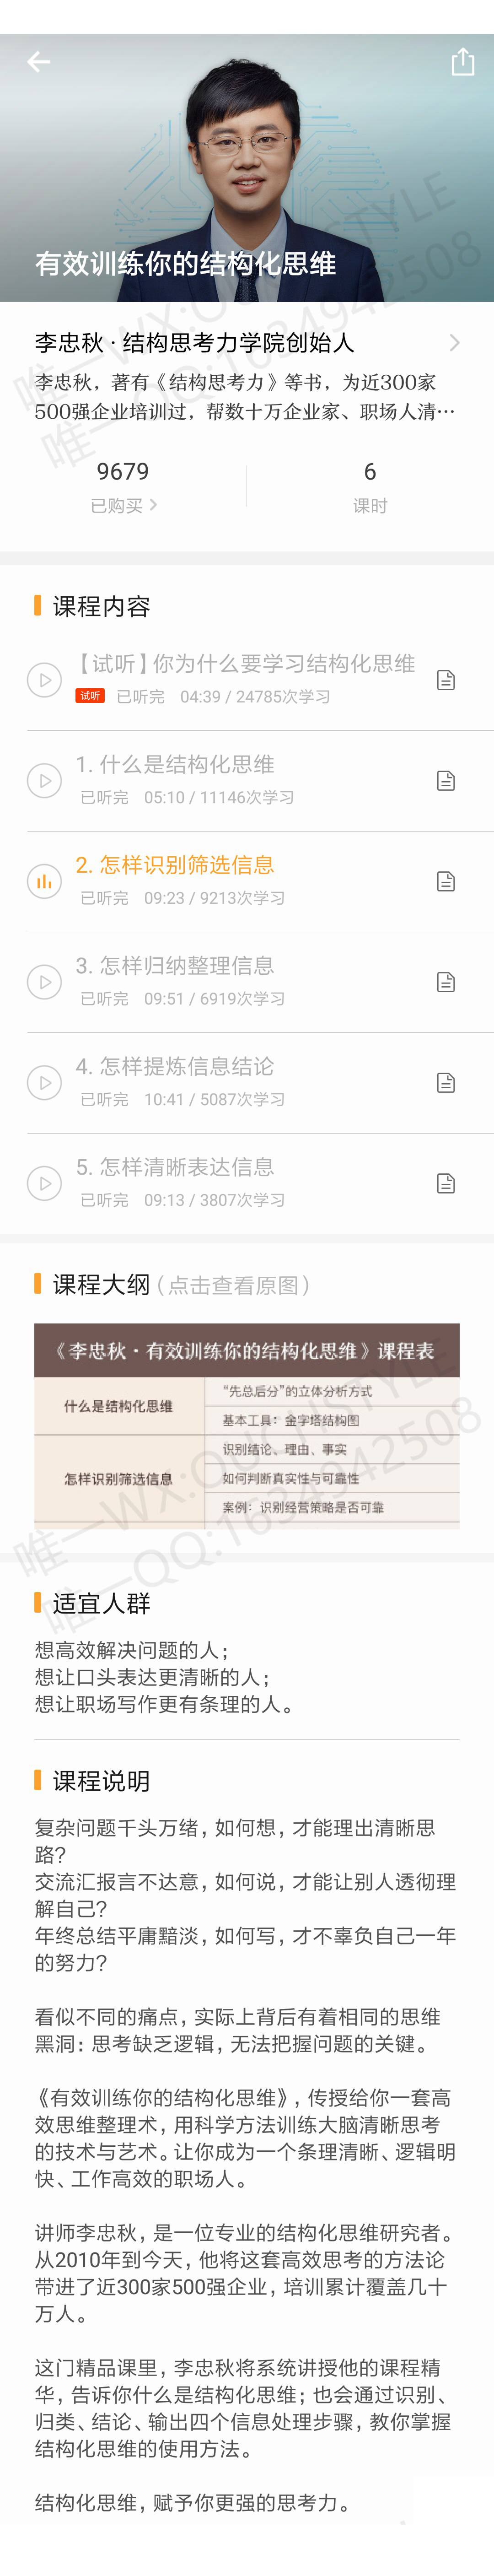 有效训练你的结构化思维
李忠秋 · 结构思考力学院创始人
李忠秋，著有《结构思考力》等书，为近300家
500强企业培训过，帮数十万企业家、职场人清…
9679
6
已购买
课时
课程内容
【试听】你为什么要学习结构化思维
试听 已听完 04:39 / 24785次学习
1. 什么是结构化思维
已听完 05:10 / 11146次学习
2. 怎样识别筛选信息
已听完 09:23 / 9213次学习
3. 怎样归纳整理信息
已听完 09:51 / 6919次学习
4. 怎样提炼信息结论
已听完 10:41 / 5087次学习
5. 怎样清晰表达信息
已听完 09:13 / 3807次学习
课程大纲（点击查看原图）
《李忠秋·有效训练你的结构化思维》课程表
什么是结构化思维
“先总后分”的立体分析方式
基本工具：金字塔结构图
怎样识别筛选信息
识别结论、理由、事实
如何判断真实性与可靠性
案例：识别经营策略是否可靠
适宜人群
想高效解决问题的人；
想让口头表达更清晰的人；
想让职场写作更有条理的人。
课程说明
复杂问题千头万绪，如何想，才能理出清晰思
路？
交流汇报言不达意，如何说，才能让别人透彻理
解自己？
年终总结平庸黯淡，如何写，才不辜负自己一年
的努力？
看似不同的痛点，实际上背后有着相同的思维
黑洞：思考缺乏逻辑，无法把握问题的关键。
《有效训练你的结构化思维》，传授给你一套高
效思维整理术，用科学方法训练大脑清晰思考
的技术与艺术。让你成为一个条理清晰、逻辑明
快、工作高效的职场人。
讲师李忠秋，是一位专业的结构化思维研究者。
从2010年到今天，他将这套高效思考的方法论
带进了近300家500强企业，培训累计覆盖几十
万人。
这门精品课里，李忠秋将系统讲授他的课程精
华，告诉你什么是结构化思维；也会通过识别、
归类、结论、输出四个信息处理步骤，教你掌握
结构化思维的使用方法。
结构化思维，赋予你更强的思考力。
唯一WX:OUCHSTYLE
唯一QQ:1634942508
唯一WX:OUCHSTYLE
唯一QQ:1634942508